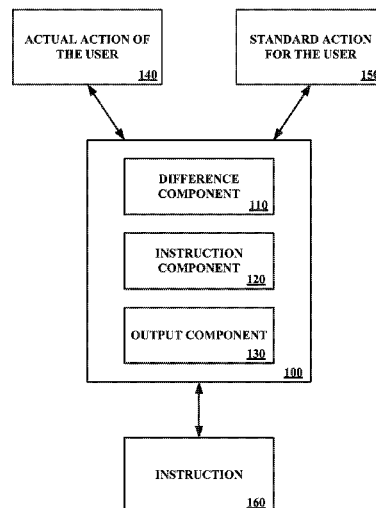 ACTUAL ACTION OF
THE USER
140
STANDARD ACTION
FOR THE USER
150
DIFFERENCE
COMPONENT
110
INSTRUCTION
COMPONENT
120
OUTPUT COMPONENT
130
100
INSTRUCTION
160